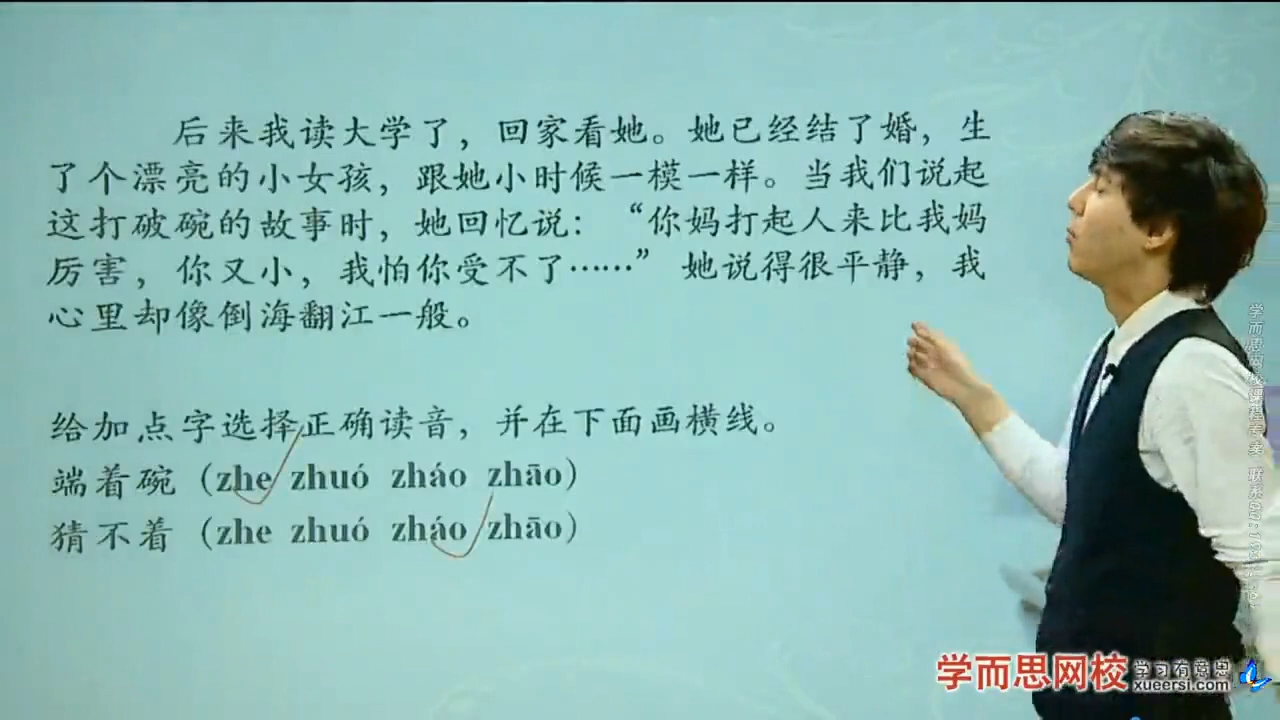 后来我读大学了，回家看她。她已经结了婚，生
了个漂亮的小女孩，跟她小时候一模一样。当我们说起
这打破碗的故事时，她回忆说：“你妈打起人来比我妈
厉害，你又小，我怕你受不了……”她说得很平静，我
心里却像倒海翻江一般。
给加点字选择正确读音，并在下面画横线。
端着碗（zhe zhuó zháo zhāo）
猜不着（zhe zhuó zháo zhāo）
学而思网校 学习有意思
xueersi.com